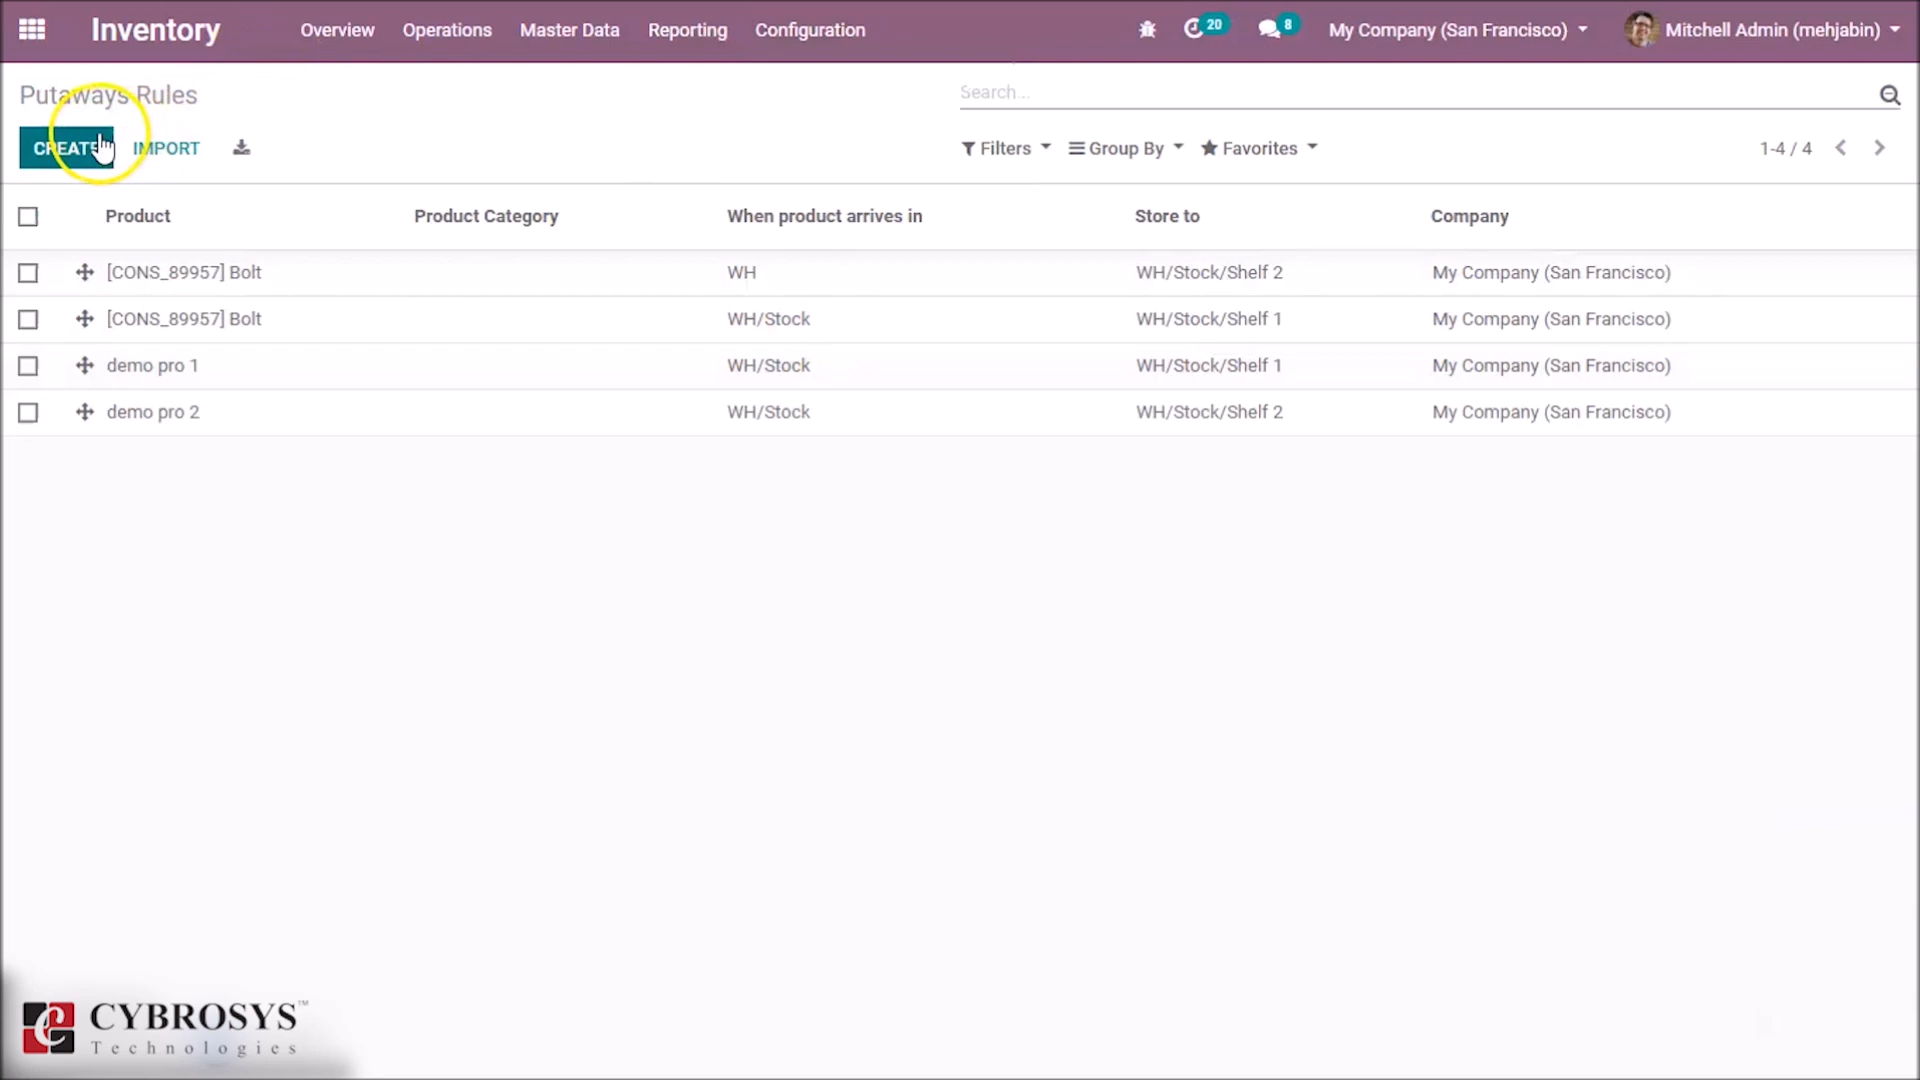 Inventory Overview Operations Master Data Reporting Configuration 20 8 My Company (San Francisco) Mitchell Admin (mehjabin)
Putaways Rules Search...
CREATE IMPORT Filters Group By Favorites 1-4 / 4
Product Product Category When product arrives in Store to Company
[CONS_89957] Bolt WH WH/Stock/Shelf 2 My Company (San Francisco)
[CONS_89957] Bolt WH/Stock WH/Stock/Shelf 1 My Company (San Francisco)
demo pro 1 WH/Stock WH/Stock/Shelf 1 My Company (San Francisco)
demo pro 2 WH/Stock WH/Stock/Shelf 2 My Company (San Francisco)
CYBROSYS™
Technologies